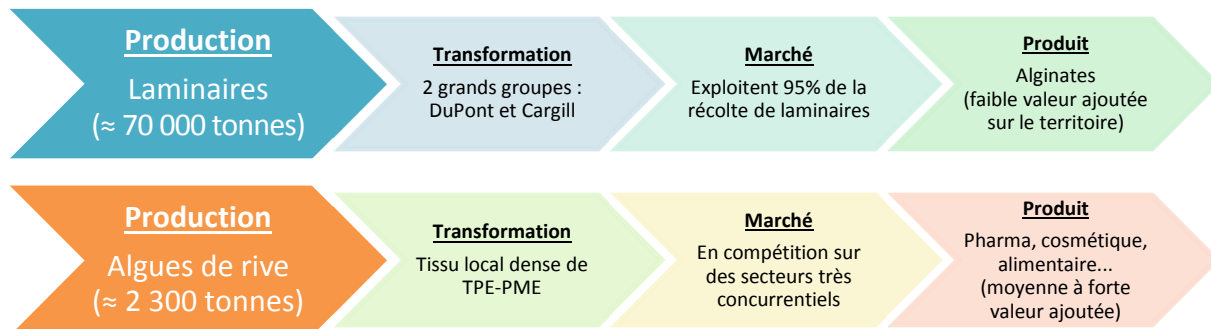 Production
Laminaires
(≈ 70 000 tonnes)
Transformation
2 grands groupes :
DuPont et Cargill
Marché
Exploitent 95% de la
récolte de laminaires
Produit
Alginates
(faible valeur ajoutée
sur le territoire)
Production
Algues de rive
(≈ 2 300 tonnes)
Transformation
Tissu local dense de
TPE-PME
Marché
En compétition sur
des secteurs très
concurrentiels
Produit
Pharma, cosmétique,
alimentaire...
(moyenne à forte
valeur ajoutée)